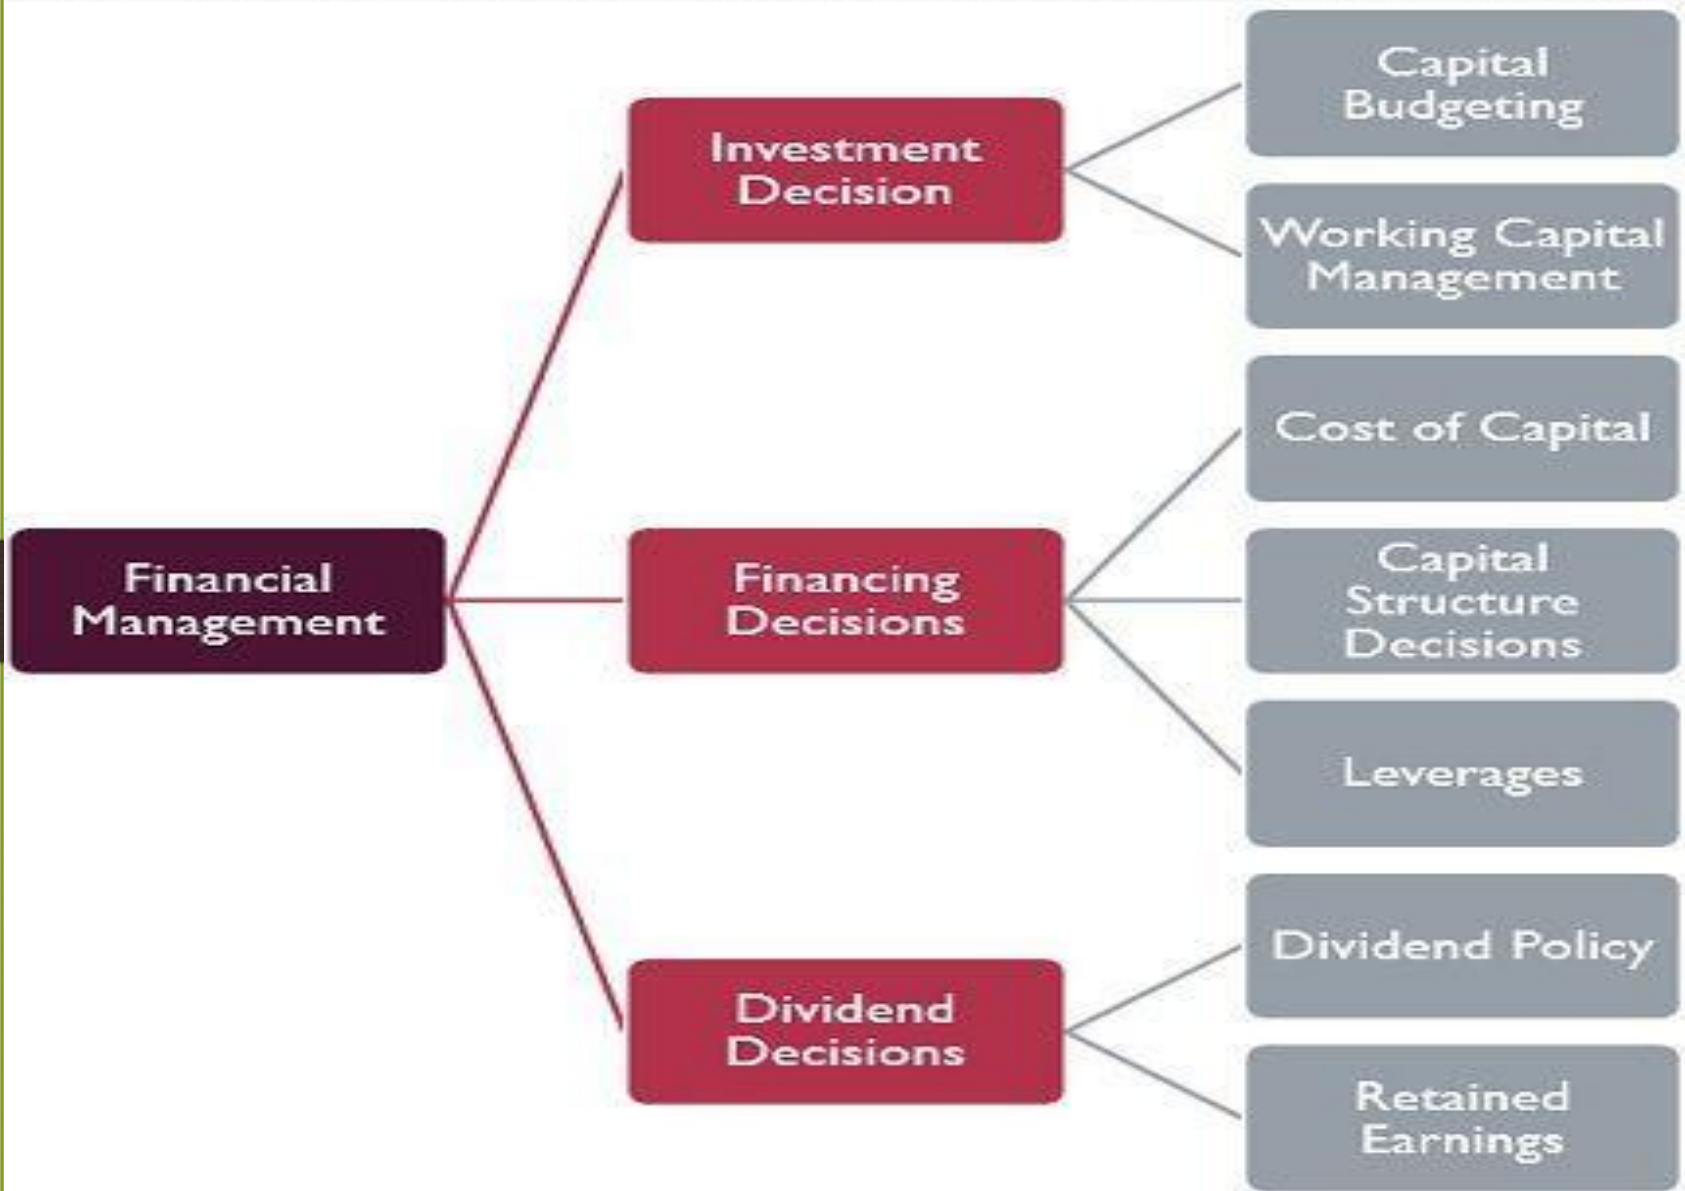 Financial
Management
Investment
Decision
Capital
Budgeting
Working Capital
Management
Financing
Decisions
Cost of Capital
Capital
Structure
Decisions
Leverages
Dividend
Decisions
Dividend Policy
Retained
Earnings